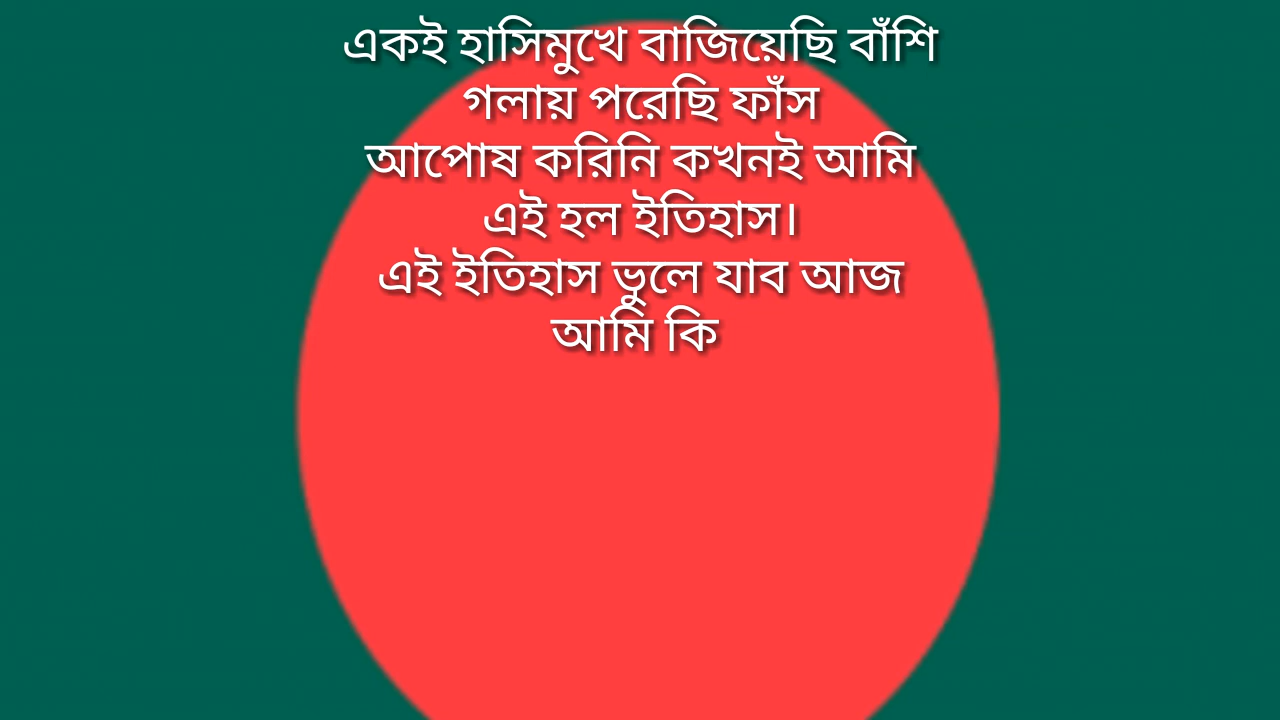 একই হাসিমুখে বাজিয়েছি বাঁশি
গলায় পরেছি ফাঁস
আপোষ করিনি কখনই আমি
এই হল ইতিহাস।
এই ইতিহাস ভুলে যাব আজ
আমি কি